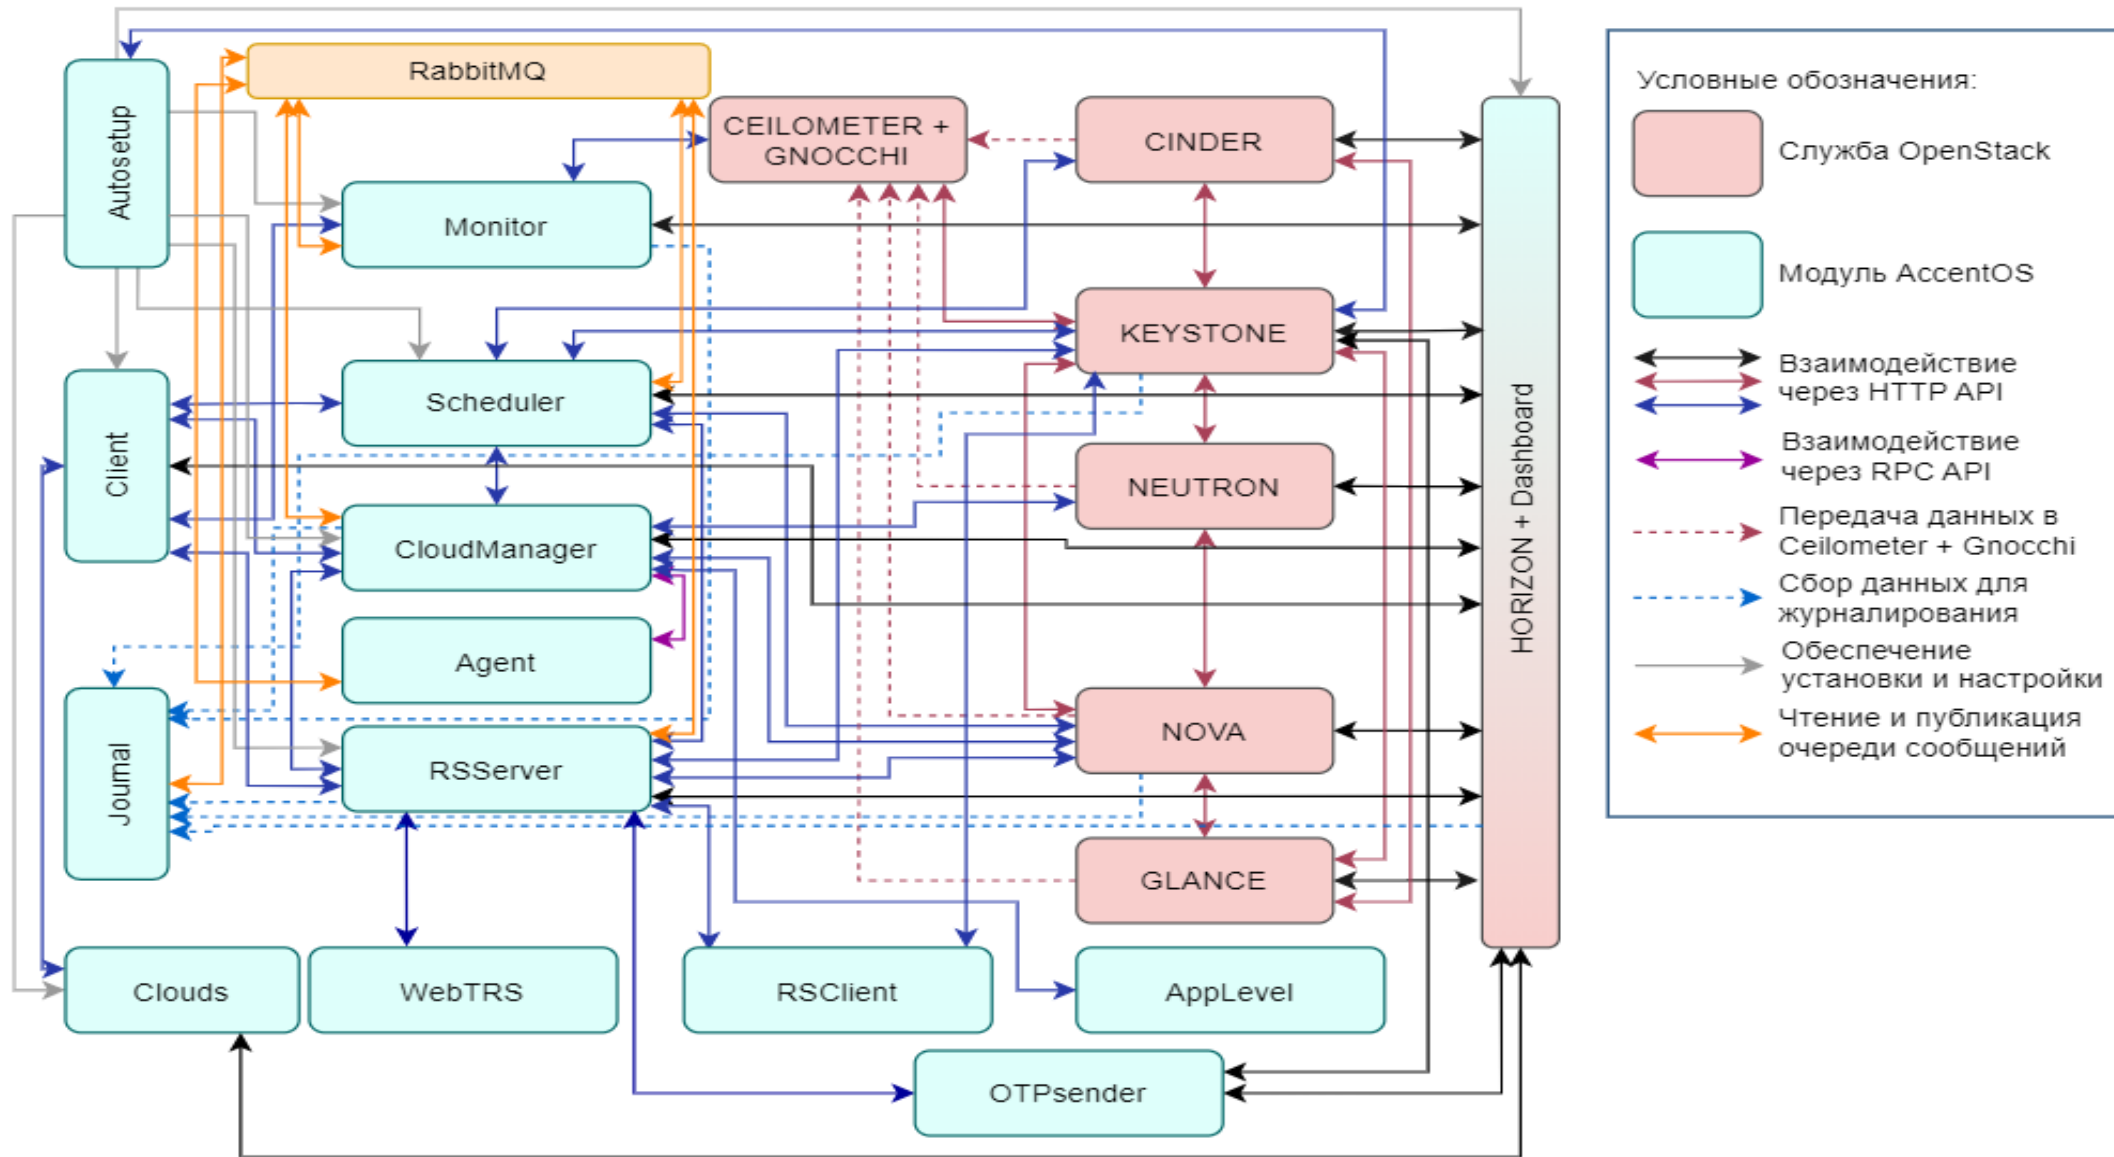 RabbitMQ
Autosetup
CEILOMETER +
GNOCCHI
CINDER
Monitor
KEYSTONE
Scheduler
Client
NEUTRON
CloudManager
Agent
NOVA
RSServer
Journal
GLANCE
HORIZON + Dashboard
Clouds
WebTRS
RSClient
AppLevel
OTPsender
Условные обозначения:
Служба OpenStack
Модуль AccentOS
Взаимодействие
через HTTP API
Взаимодействие
через RPC API
Передача данных в
Ceilometer + Gnocchi
Сбор данных для
журналирования
Обеспечение
установки и настройки
Чтение и публикация
очереди сообщений